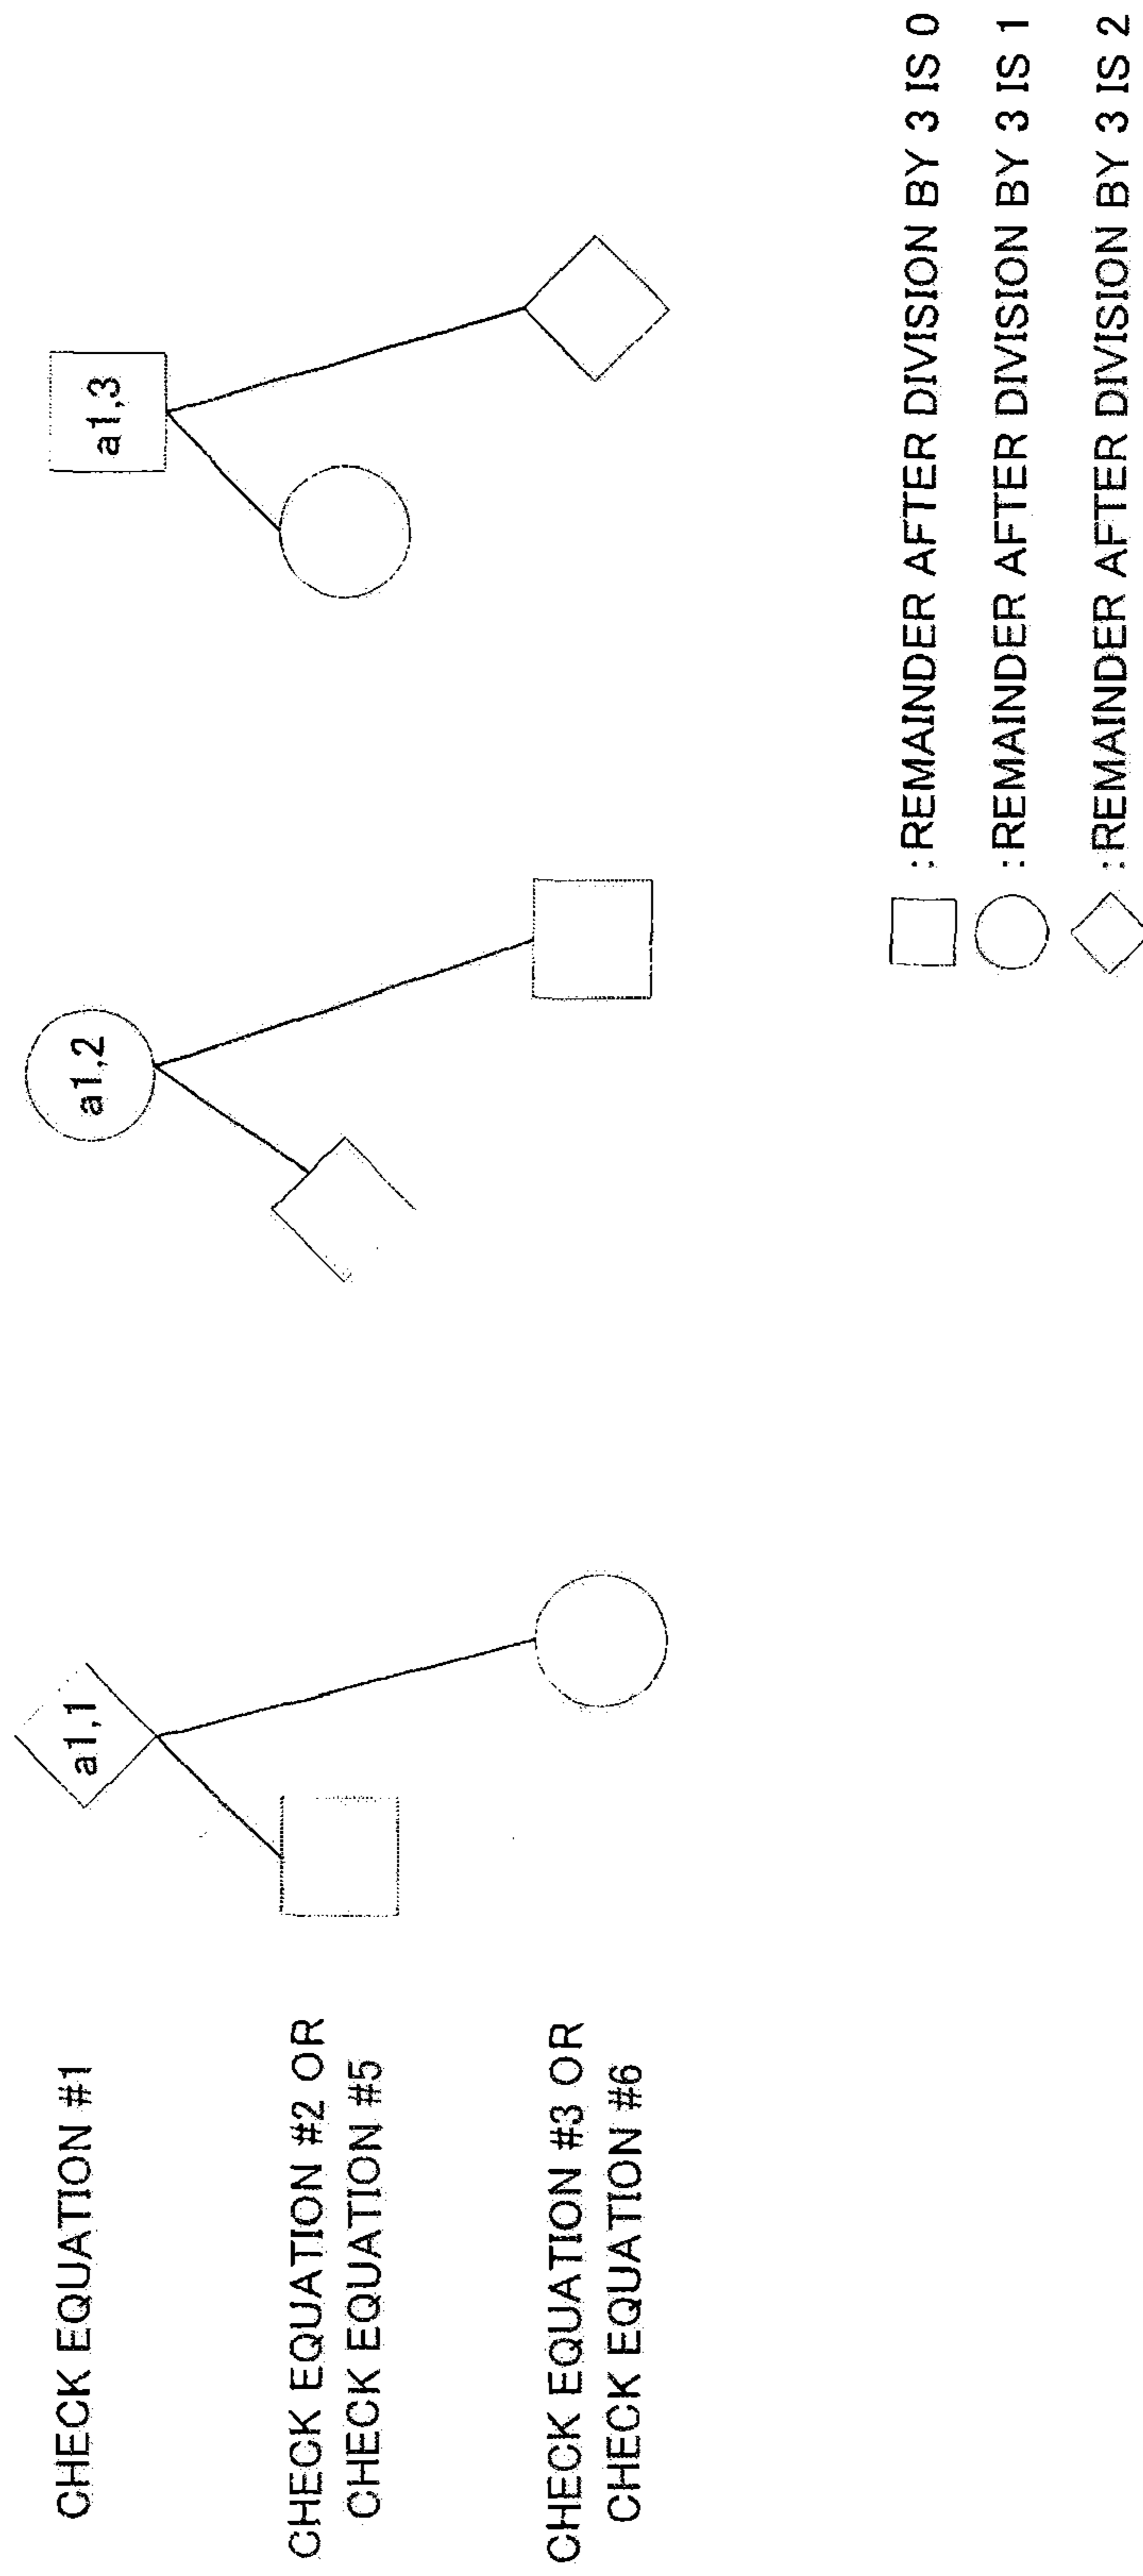 CHECK EQUATION #1
a1,1
a1,2
a1,3
CHECK EQUATION #2 OR
CHECK EQUATION #5
CHECK EQUATION #3 OR
CHECK EQUATION #6
:REMAINDER AFTER DIVISION BY 3 IS 0
:REMAINDER AFTER DIVISION BY 3 IS 1
:REMAINDER AFTER DIVISION BY 3 IS 2